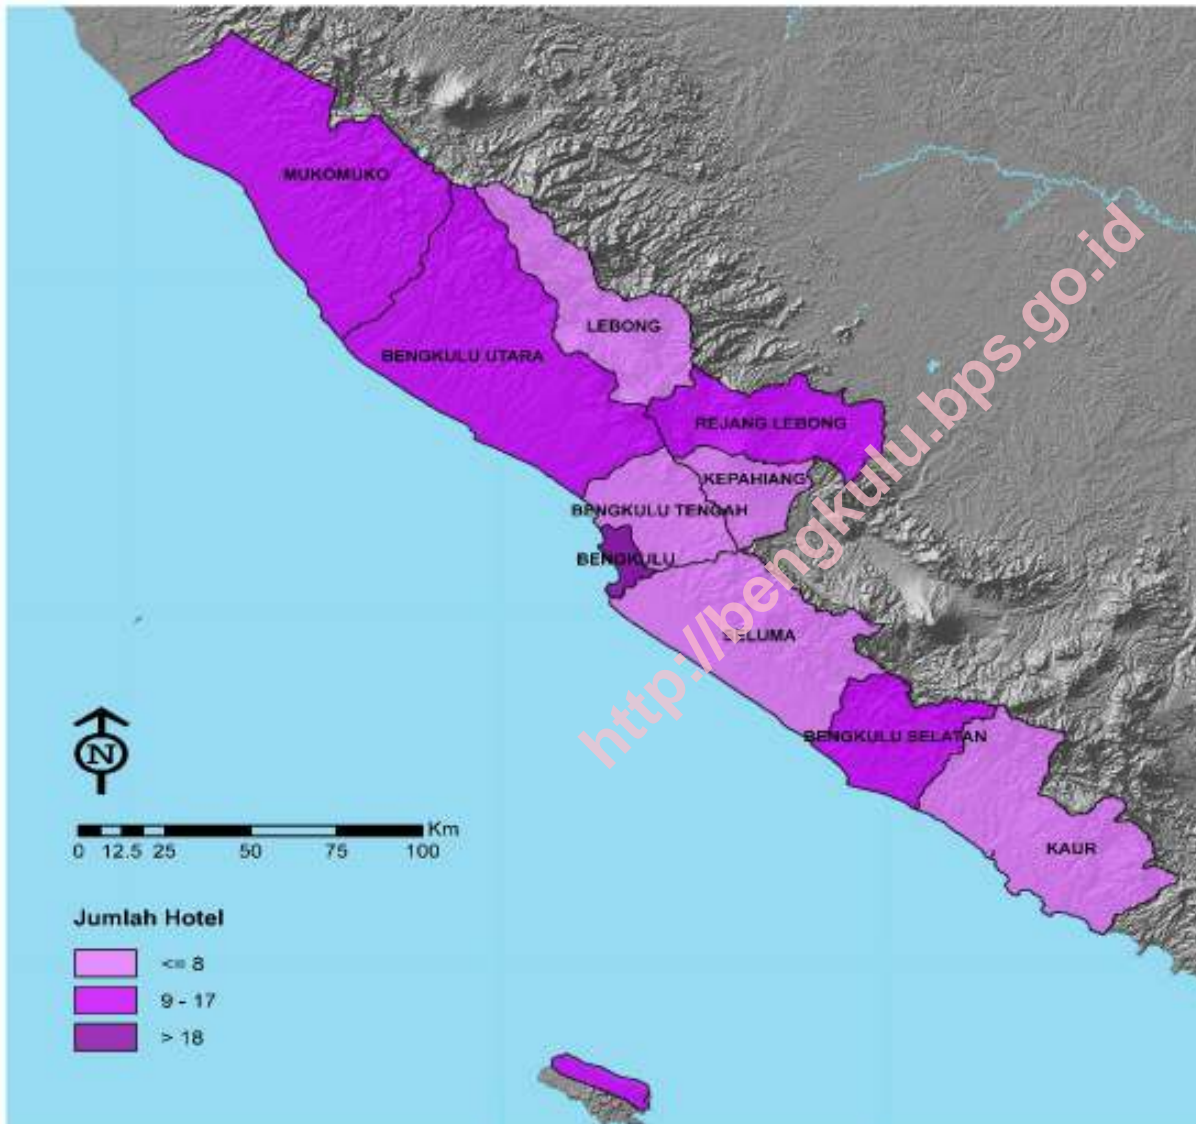 MUKOMUKO
LEBONG
BENGKULU UTARA
REJANG LEBONG
KEPAHIANG
BENGKULU TENGAH
BENGKULU
SELUMA
BENGKULU SELATAN
KAUR
http://bengkulu.bps.go.id
N
Km
0 12.5 25 50 75 100
Jumlah Hotel
<= 8
9 - 17
> 18